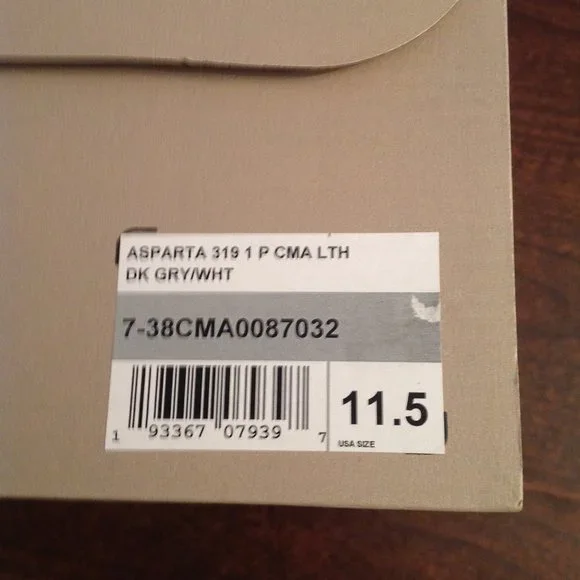 ASPARTA 319 1 P CMA LTH
DK GRY/WHT
7-38CMA0087032
1 93367 07939 7
11.5
USA SIZE